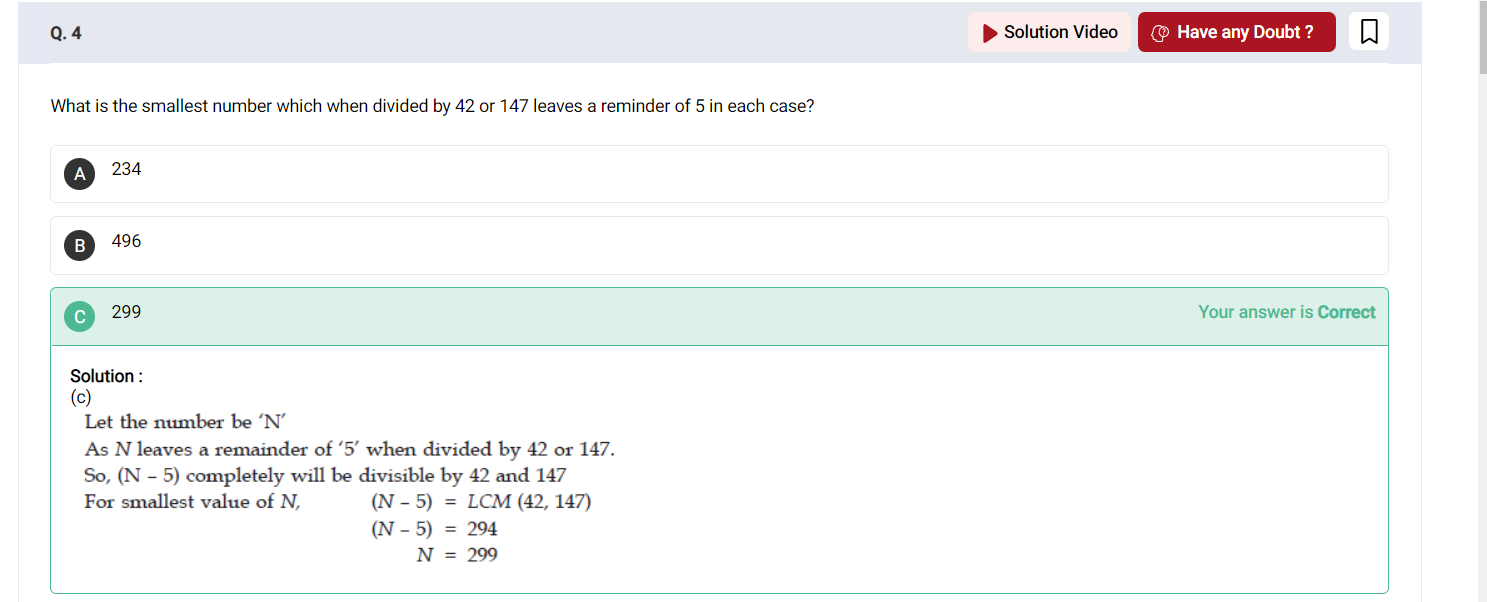 Q. 4
Solution Video
Have any Doubt ?
What is the smallest number which when divided by 42 or 147 leaves a reminder of 5 in each case?
A 234
B 496
C 299
Your answer is Correct
Solution :
(c)
Let the number be ‘N’
As N leaves a remainder of ‘5’ when divided by 42 or 147.
So, (N – 5) completely will be divisible by 42 and 147
For smallest value of N, (N – 5) = LCM (42, 147)
(N – 5) = 294
N = 299